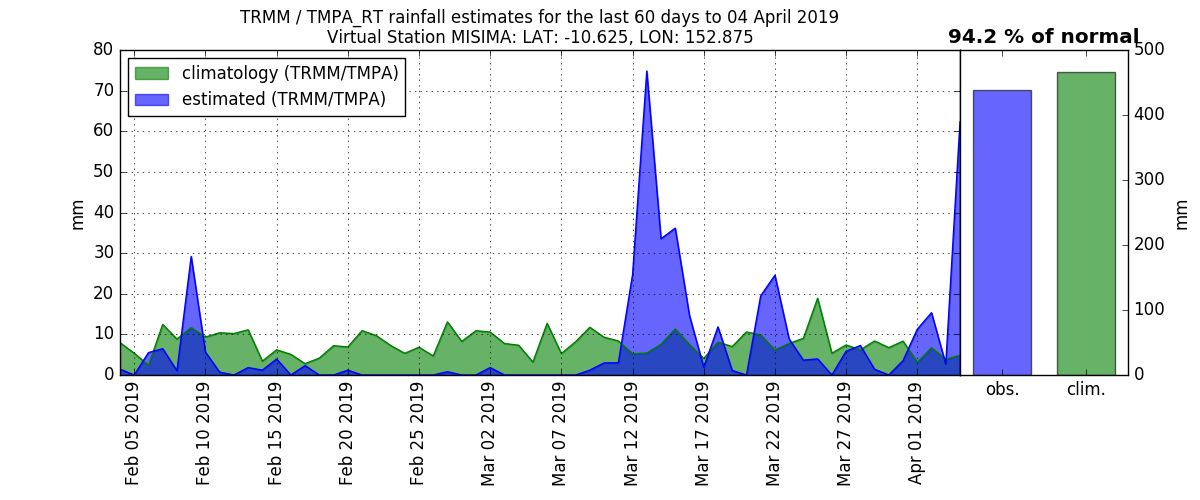 TRMM / TMPA_RT rainfall estimates for the last 60 days to 04 April 2019
Virtual Station MISIMA: LAT: -10.625, LON: 152.875
94.2 % of normal
climatology (TRMM/TMPA)
estimated (TRMM/TMPA)
mm
80
70
60
50
40
30
20
10
0
Feb 05 2019
Feb 10 2019
Feb 15 2019
Feb 20 2019
Feb 25 2019
Mar 02 2019
Mar 07 2019
Mar 12 2019
Mar 17 2019
Mar 22 2019
Mar 27 2019
Apr 01 2019
obs.
clim.
500
400
300
200
100
0
mm